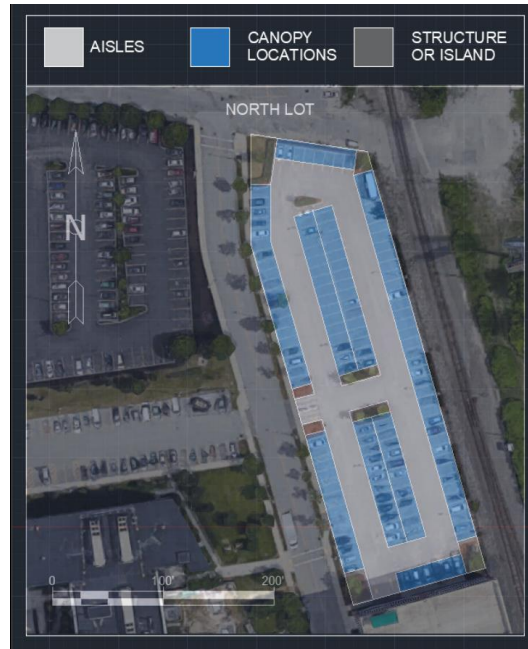 AISLES
CANOPY
LOCATIONS
STRUCTURE
OR ISLAND
NORTH LOT
N
0 100' 200'